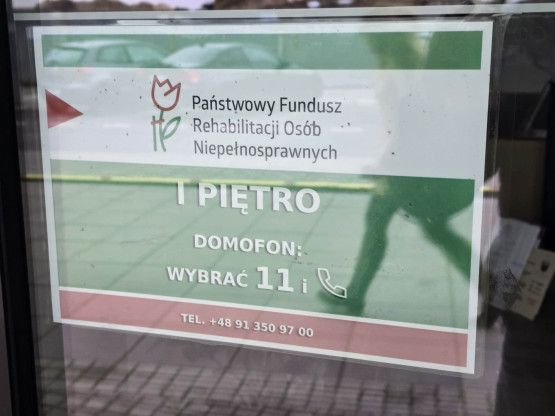 Państwowy Fundusz
Rehabilitacji Osób
Niepełnosprawnych
I PIĘTRO
DOMOFON:
WYBRAĆ 11 i
TEL. +48 91 350 97 00